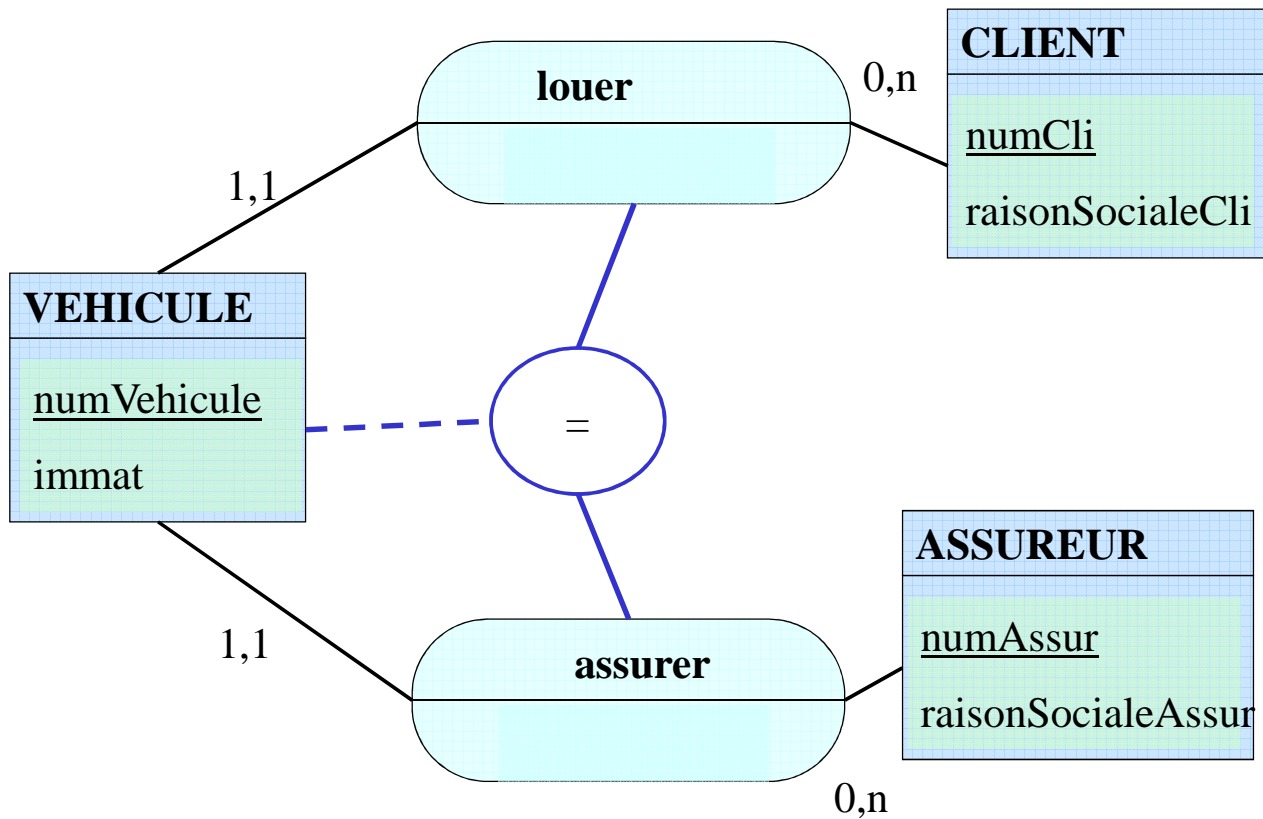 CLIENT
numCli
raisonSocialeCli
louer
0,n
1,1
VEHICULE
numVehicule
immat
=
1,1
assurer
0,n
ASSUREUR
numAssur
raisonSocialeAssur